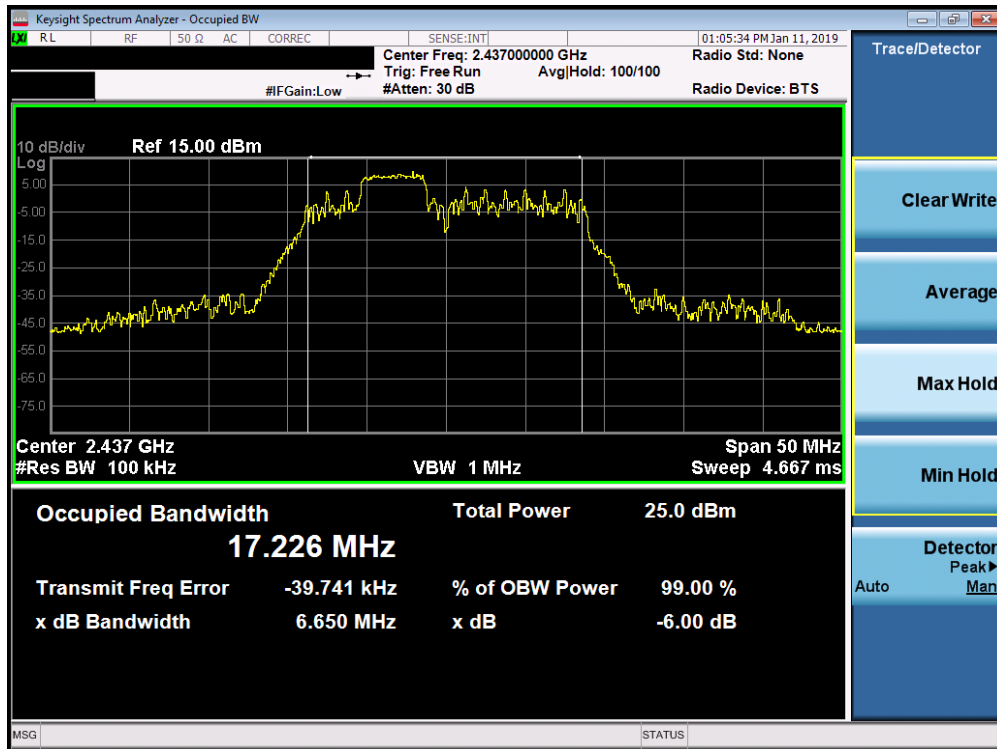 Keysight Spectrum Analyzer - Occupied BW
LXI RL RF 50 Ω AC CORREC SENSE:INT 01:05:34 PM Jan 11, 2019
Center Freq: 2.437000000 GHz Radio Std: None
Trig: Free Run Avg|Hold: 100/100
#IFGain:Low #Atten: 30 dB Radio Device: BTS
Trace/Detector
10 dB/div Ref 15.00 dBm
Log
5.00
-5.00
-15.0
-25.0
-35.0
-45.0
-55.0
-65.0
-75.0
Center 2.437 GHz Span 50 MHz
#Res BW 100 kHz VBW 1 MHz Sweep 4.667 ms
Occupied Bandwidth Total Power 25.0 dBm
17.226 MHz
Transmit Freq Error -39.741 kHz % of OBW Power 99.00 %
x dB Bandwidth 6.650 MHz x dB -6.00 dB
Clear Write
Average
Max Hold
Min Hold
Detector
Peak▶
Auto Man
MSG STATUS